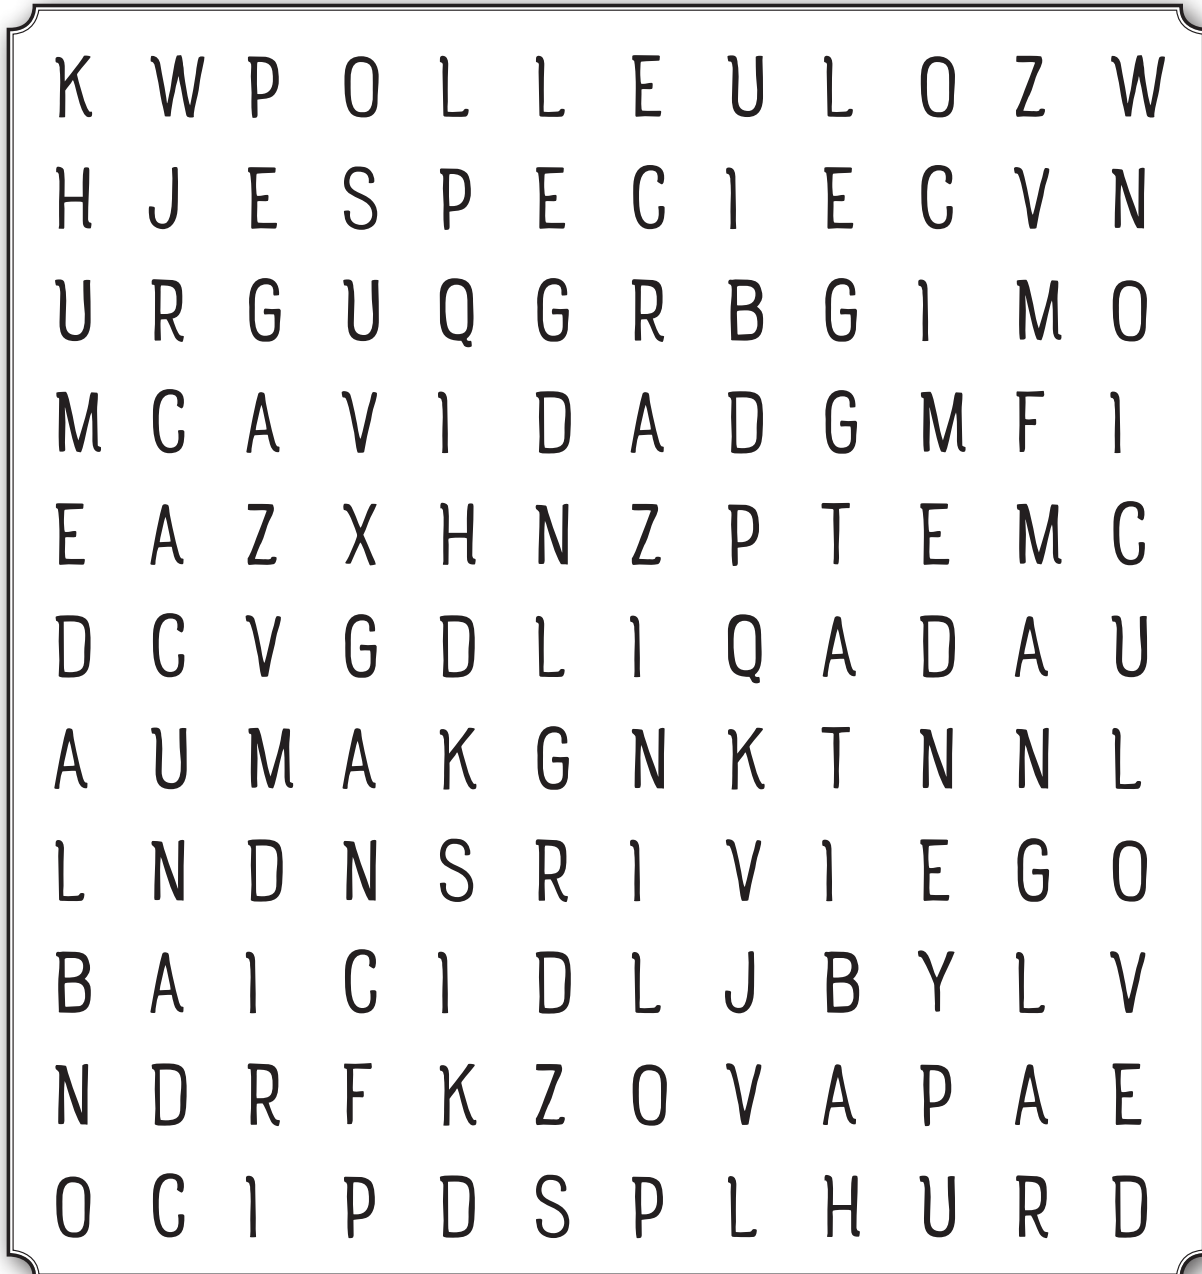 K W P O L L E U L O Z W
H J E S P E C I E C V N
U R G U Q G R B G I M O
M C A V I D A D G M F I
E A Z X H N Z P T E M C
D C V G D L I Q A D A U
A U M A K G N K T N N L
L N D N S R I V I E G O
B A I C I D L J B Y L V
N D R F K Z O V A P A E
O C I P D S P L H U R D